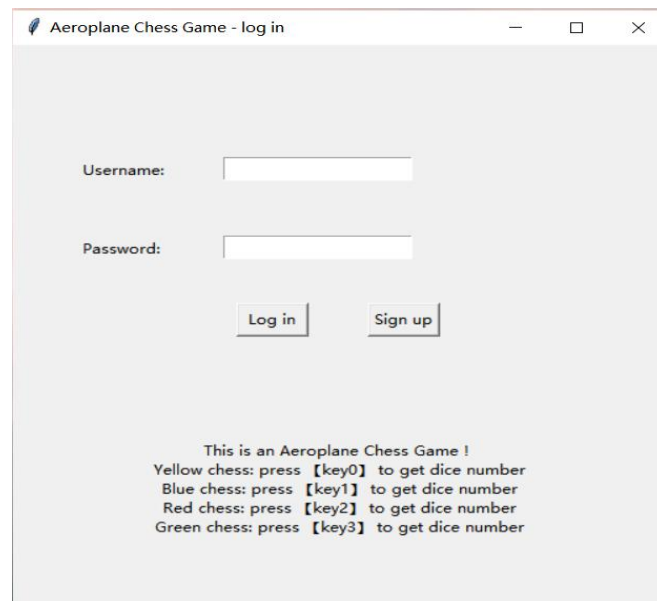 Aeroplane Chess Game - log in
Username:
Password:
Log in
Sign up
This is an Aeroplane Chess Game !
Yellow chess: press 【key0】 to get dice number
Blue chess: press 【key1】 to get dice number
Red chess: press 【key2】 to get dice number
Green chess: press 【key3】 to get dice number